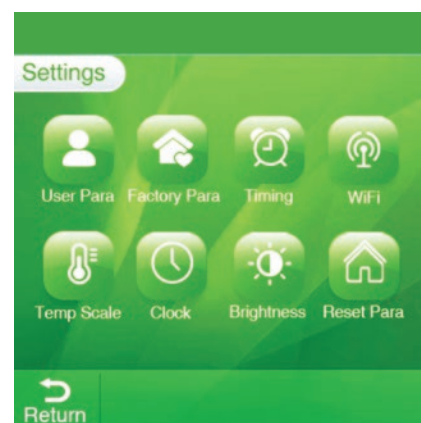 Settings
User Para Factory Para Timing WiFi
Temp Scale Clock Brightness Reset Para
Return